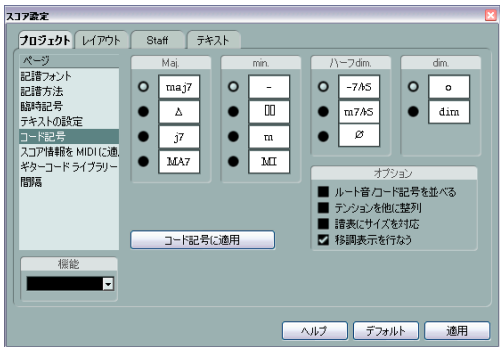 スコア設定
プロジェクト レイアウト Staff テキスト
ページ
記譜フォント
記譜方法
臨時記号
テキストの設定
コード記号
スコア情報を MIDI に適.
ギターコード ライブラリー
間隔
機能
Maj.
maj7
Δ
j7
MA7
min.
-
m
MI
ハーフdim.
-7/♭5
m7/♭5
Ø
dim.
o
dim
オプション
ルート音/コード記号を並べる
テンションを他に整列
譜表にサイズを対応
移調表示を行なう
コード記号に適用
ヘルプ デフォルト 適用